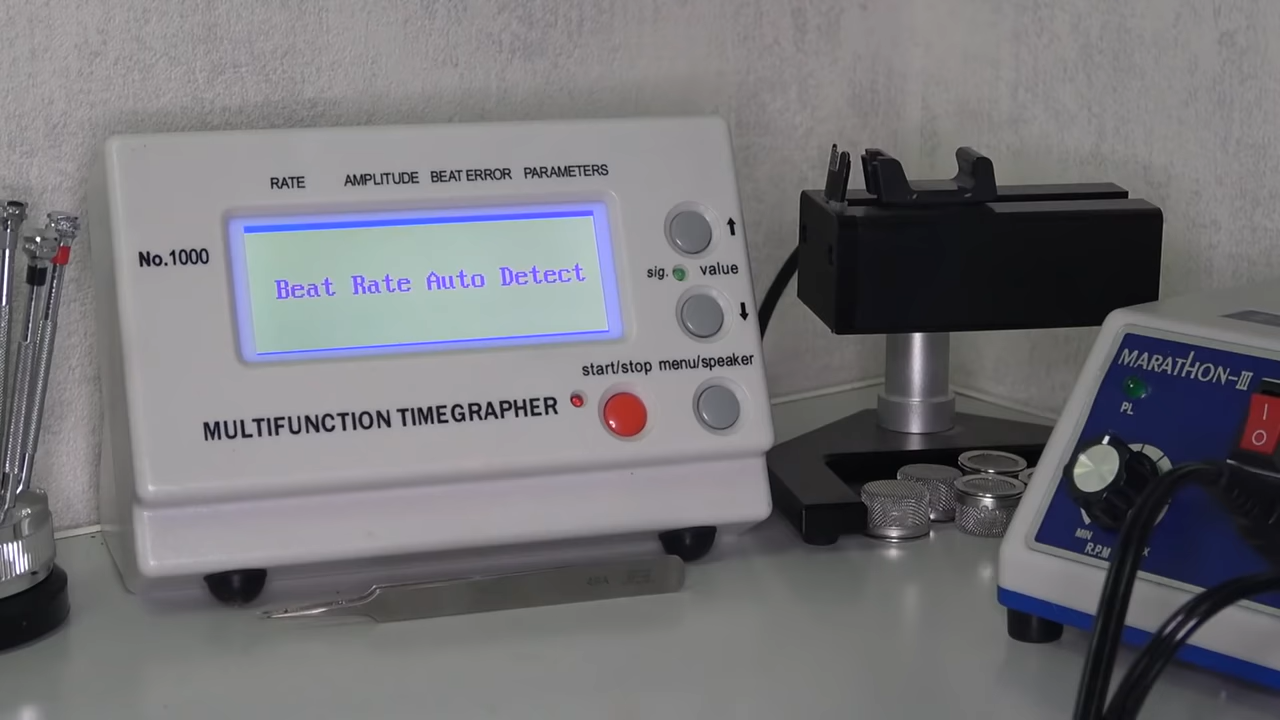 RATE AMPLITUDE BEAT ERROR PARAMETERS
No.1000
Beat Rate Auto Detect
sig. value
start/stop menu/speaker
MULTIFUNCTION TIMEGRAPHER
MARATHON-III
PL
I
O
MIN
R.P.M